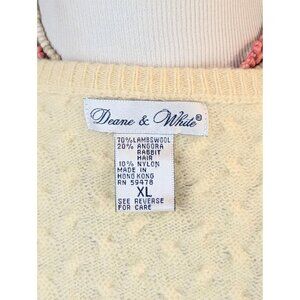 Deane & White®
70% LAMBSWOOL
20% ANGORA
RABBIT
HAIR
10% NYLON
MADE IN
HONG KONG
RN 59478
XL
SEE REVERSE
FOR CARE